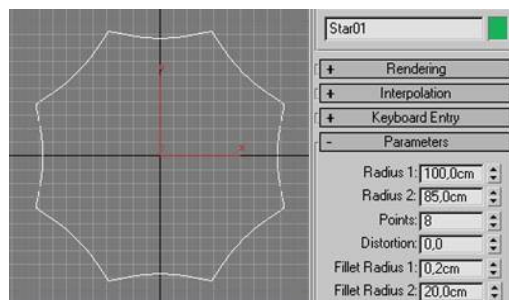 Star01
+ Rendering
+ Interpolation
+ Keyboard Entry
- Parameters
Radius 1: 100,0cm
Radius 2: 85,0cm
Points: 8
Distortion: 0,0
Fillet Radius 1: 0,2cm
Fillet Radius 2: 20,0cm
y
x